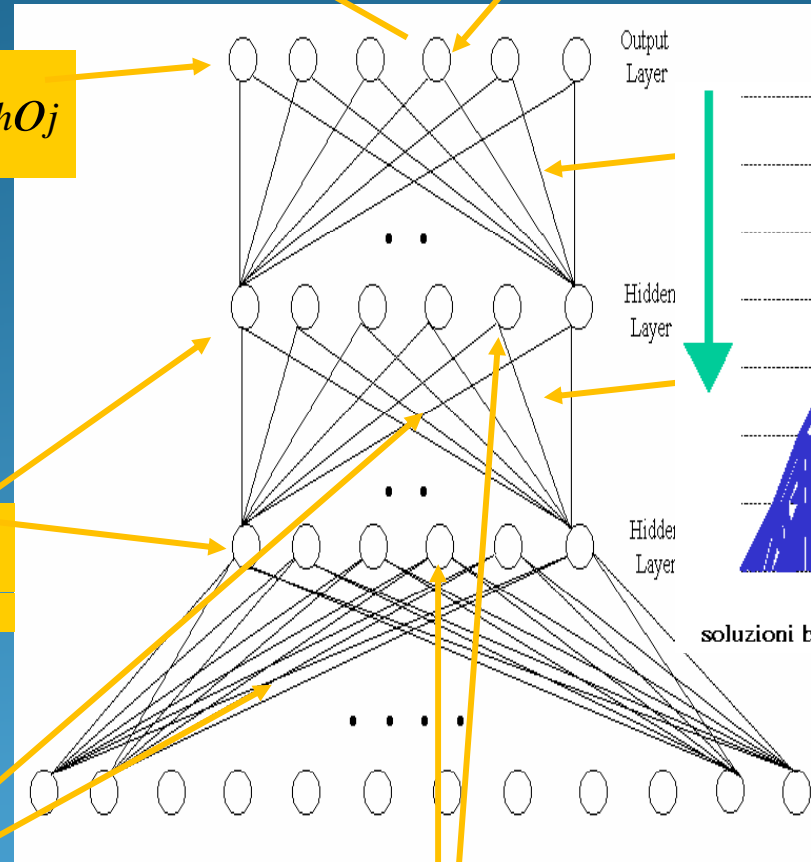 Output
Layer
hOj
Hidden
Layer
Hidden
Layer
soluzioni b